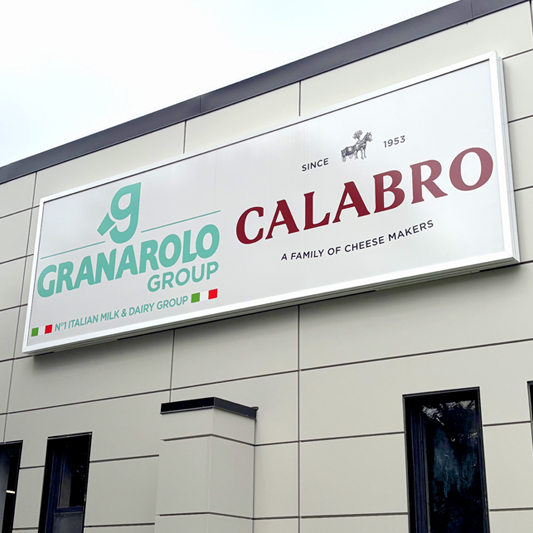 g
GRANAROLO
GROUP
N°1 ITALIAN MILK & DAIRY GROUP
SINCE 1953
CALABRO
A FAMILY OF CHEESE MAKERS